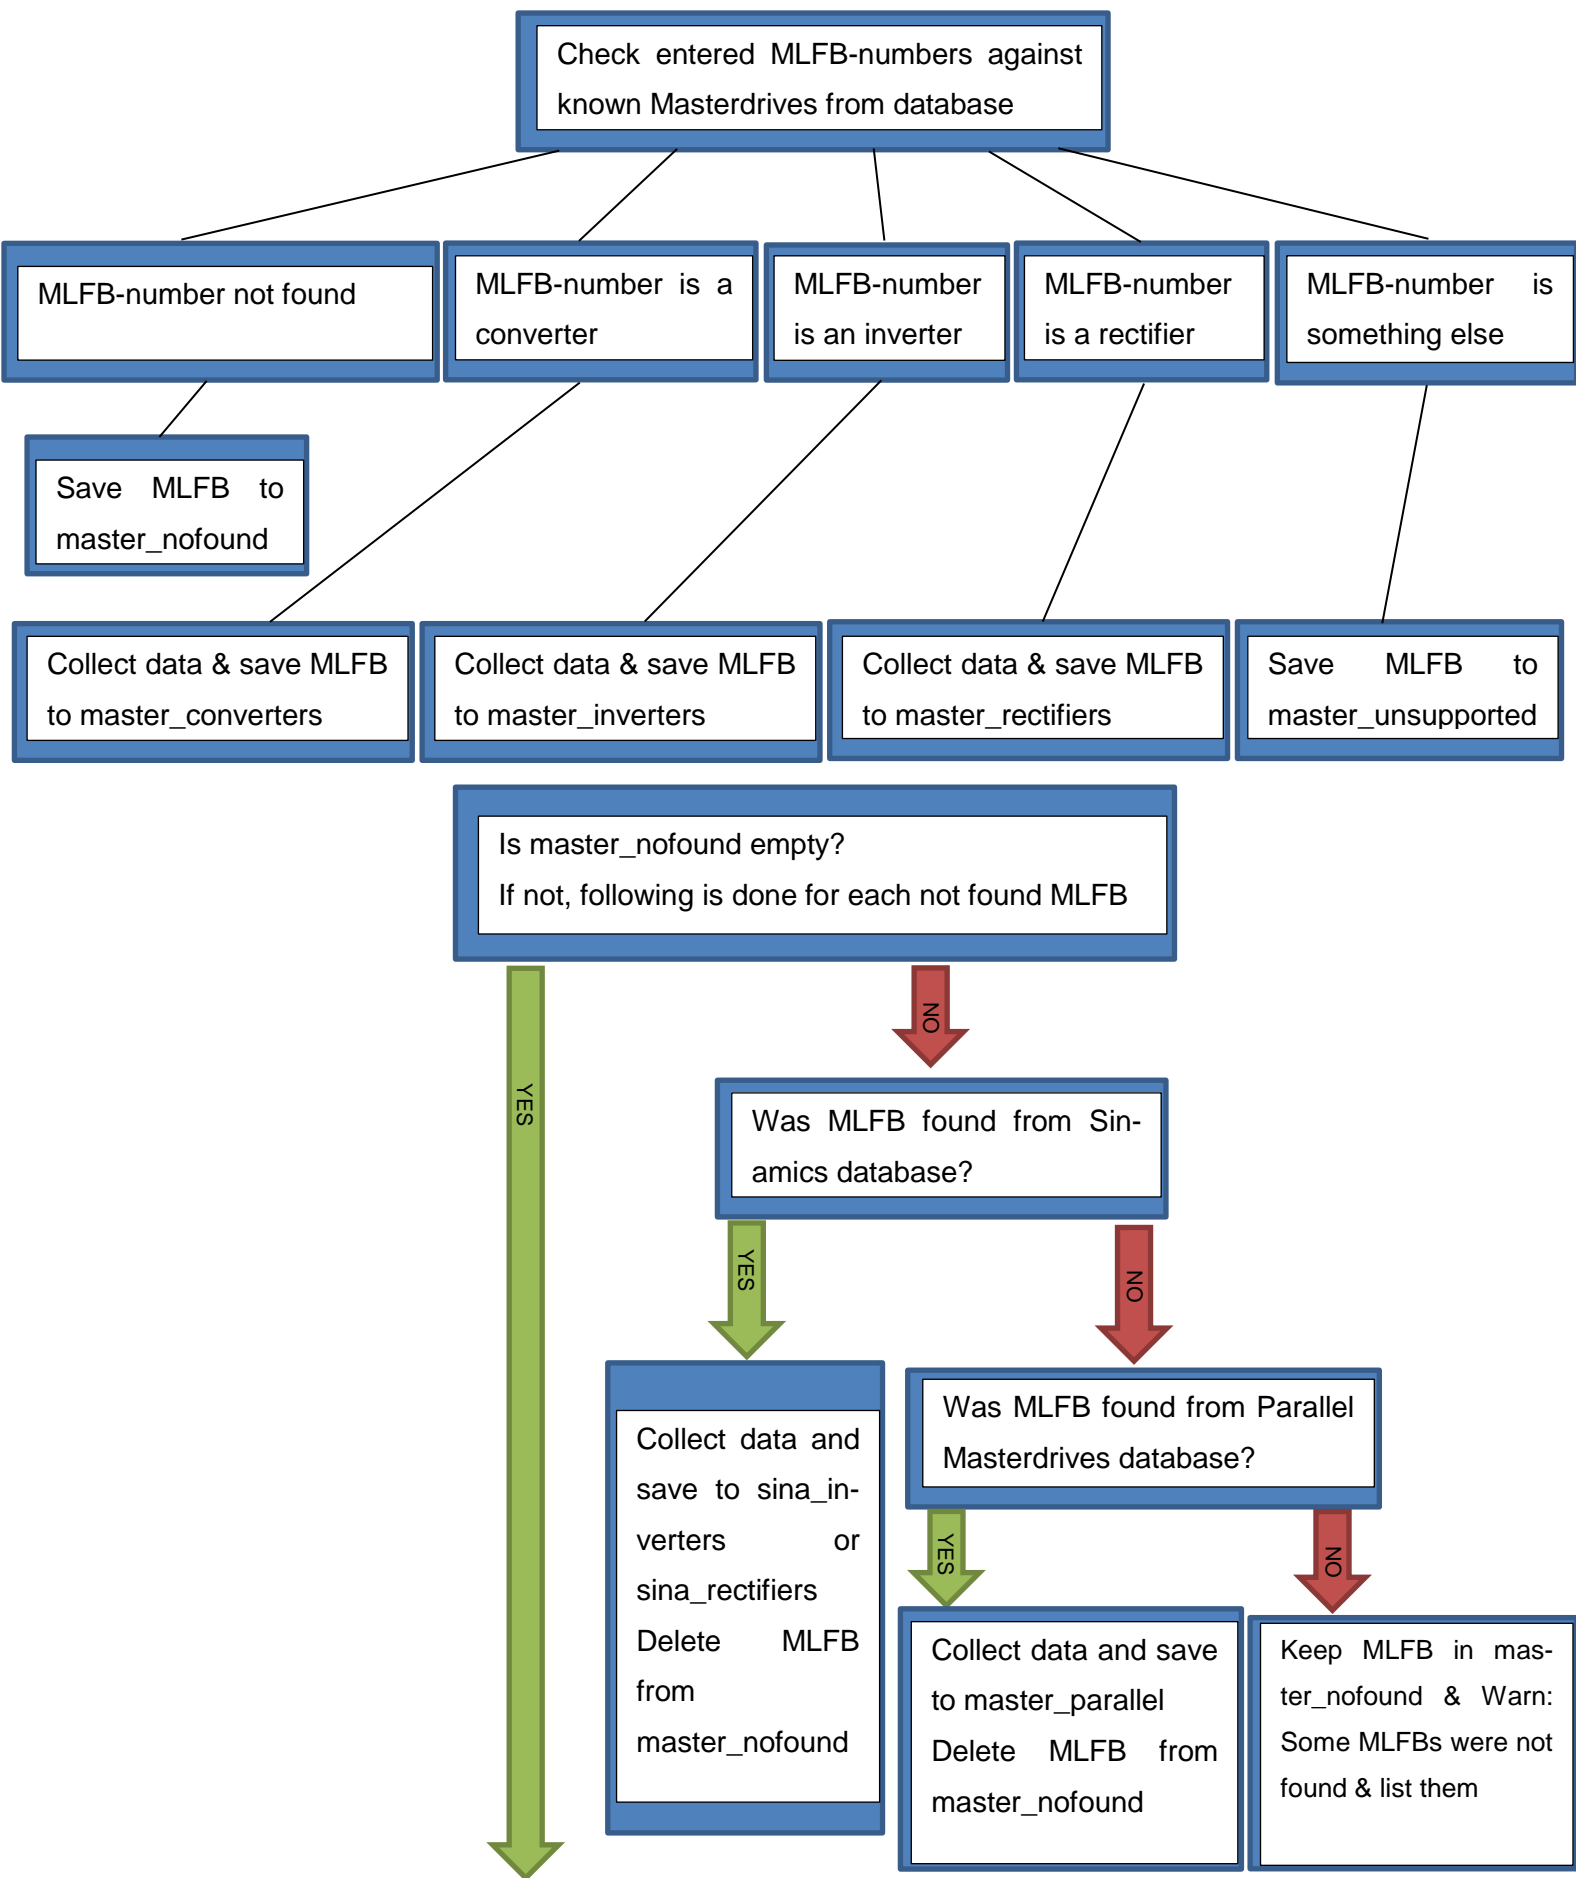 Check entered MLFB-numbers against
known Masterdrives from database
MLFB-number not found
MLFB-number is a
converter
MLFB-number
is an inverter
MLFB-number
is a rectifier
MLFB-number is
something else
Save MLFB to
master_nofound
Collect data & save MLFB
to master_converters
Collect data & save MLFB
to master_inverters
Collect data & save MLFB
to master_rectifiers
Save MLFB to
master_unsupported
Is master_nofound empty?
If not, following is done for each not found MLFB
NO
YES
Was MLFB found from Sin-
amics database?
YES
NO
Collect data and
save to sina_in-
verters or
sina_rectifiers
Delete MLFB
from
master_nofound
Was MLFB found from Parallel
Masterdrives database?
YES
NO
Collect data and save
to master_parallel
Delete MLFB from
master_nofound
Keep MLFB in mas-
ter_nofound & Warn:
Some MLFBs were not
found & list them